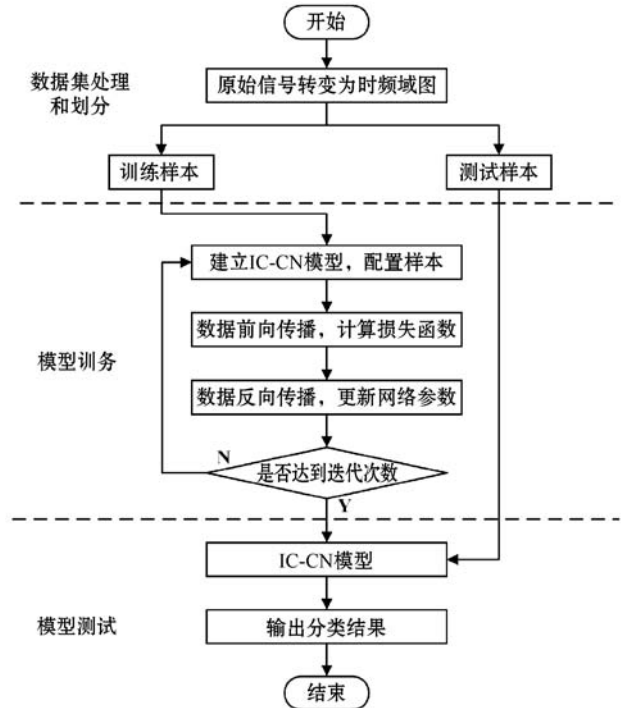 开始
数据集处理
和划分
原始信号转变为时频域图
训练样本
测试样本
建立IC-CN模型，配置样本
数据前向传播，计算损失函数
模型训务
数据反向传播，更新网络参数
N
是否达到迭代次数
Y
IC-CN模型
模型测试
输出分类结果
结束